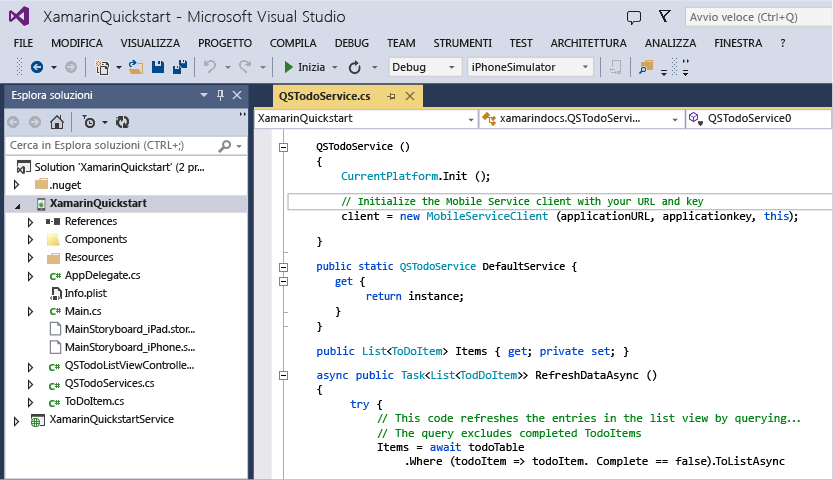 XamarinQuickstart - Microsoft Visual Studio
Avvio veloce (Ctrl+Q)
FILE MODIFICA VISUALIZZA PROGETTO COMPILA DEBUG TEAM STRUMENTI TEST ARCHITETTURA ANALIZZA FINESTRA ?
Inizia Debug iPhoneSimulator
Esplora soluzioni
Cerca in Esplora soluzioni (CTRL+;)
Solution 'XamarinQuickstart' (2 pr...
.nuget
XamarinQuickstart
References
Components
Resources
C# AppDelegate.cs
Info.plist
C# Main.cs
MainStoryboard_iPad.stor...
MainStoryboard_iPhone.s...
C# QSTodoListViewControlle...
C# QSTodoServices.cs
C# ToDoItem.cs
XamarinQuickstartService
QSTodoService.cs
XamarinQuickstart xamarindocs.QSTodoServi... QSTodoService0
QSTodoService ()
{
CurrentPlatform.Init ();
// Initialize the Mobile Service client with your URL and key
client = new MobileServiceClient (applicationURL, applicationkey, this);
}
public static QSTodoService DefaultService {
get {
return instance;
}
}
public List<ToDoItem> Items { get; private set; }
async public Task<List<TodDoItem>> RefreshDataAsync ()
{
try {
// This code refreshes the entries in the list view by querying...
// The query excludes completed TodoItems
Items = await todoTable
.Where (todoItem => todoItem. Complete == false).ToListAsync